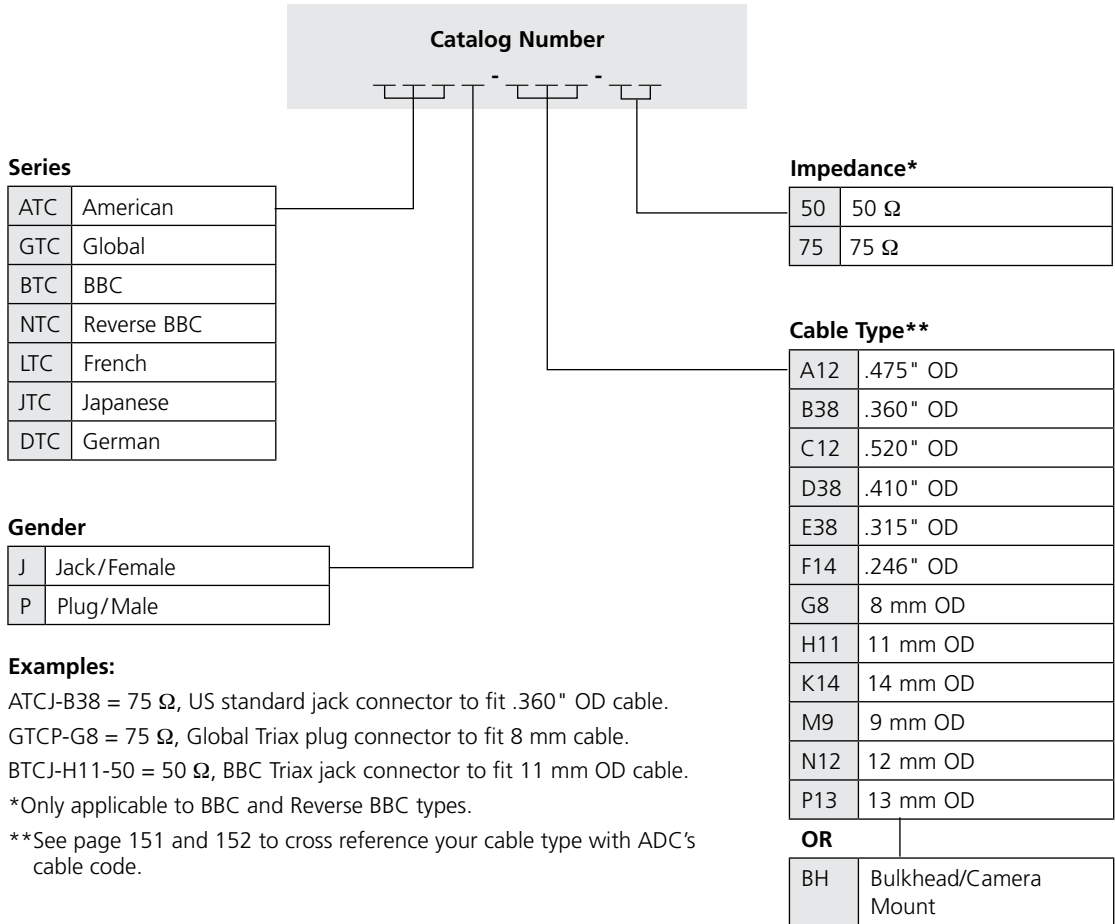 Catalog Number
- -
Series
ATC American
GTC Global
BTC BBC
NTC Reverse BBC
LTC French
JTC Japanese
DTC German
Gender
J Jack/Female
P Plug/Male
Examples:
ATCJ-B38 = 75 Ω, US standard jack connector to fit .360" OD cable.
GTCP-G8 = 75 Ω, Global Triax plug connector to fit 8 mm cable.
BTCJ-H11-50 = 50 Ω, BBC Triax jack connector to fit 11 mm OD cable.
*Only applicable to BBC and Reverse BBC types.
**See page 151 and 152 to cross reference your cable type with ADC's
cable code.
Impedance*
50 50 Ω
75 75 Ω
Cable Type**
A12 .475" OD
B38 .360" OD
C12 .520" OD
D38 .410" OD
E38 .315" OD
F14 .246" OD
G8 8 mm OD
H11 11 mm OD
K14 14 mm OD
M9 9 mm OD
N12 12 mm OD
P13 13 mm OD
OR
BH Bulkhead/Camera
Mount